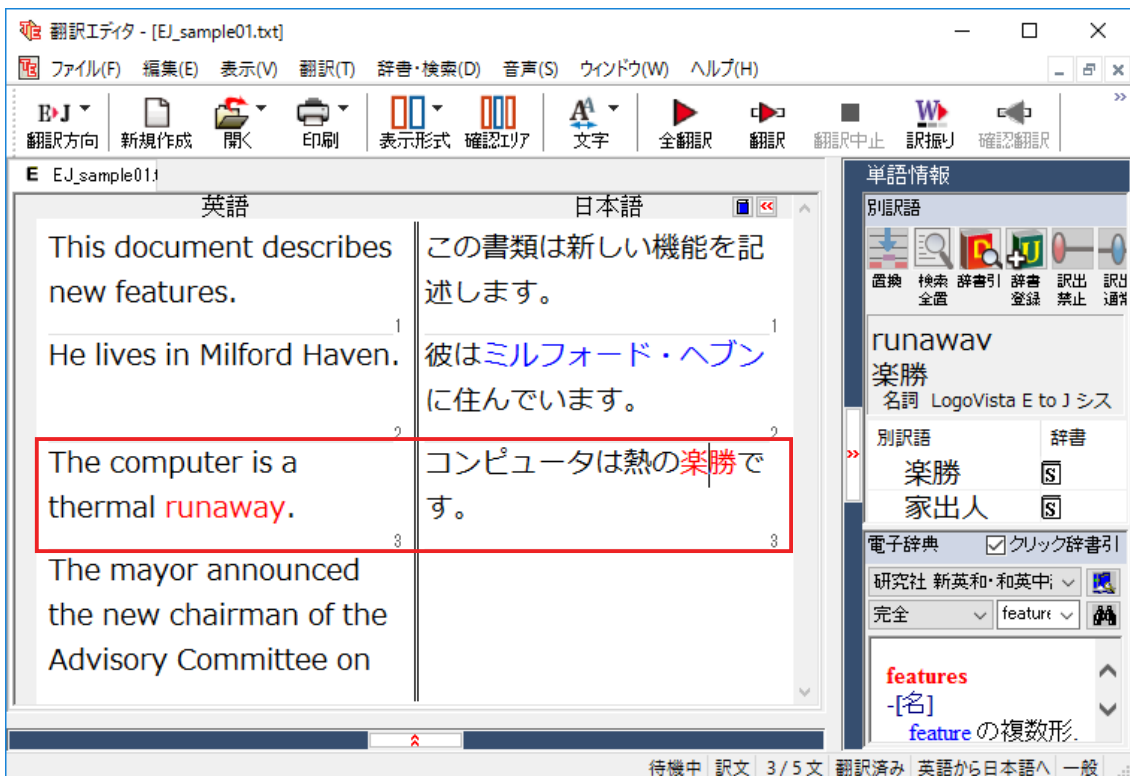 翻訳エディタ - [EJ_sample01.txt]
ファイル(F) 編集(E) 表示(V) 翻訳(T) 辞書・検索(D) 音声(S) ウィンドウ(W) ヘルプ(H)
E▸J
翻訳方向 新規作成 開く 印刷 表示形式 確認エリア 文字 全翻訳 翻訳 翻訳中止 訳振り 確認翻訳
E EJ_sample01.t
英語 日本語
This document describes
new features.
1
この書類は新しい機能を記
述します。
1
He lives in Milford Haven.
2
彼はミルフォード・ヘブン
に住んでいます。
2
The computer is a
thermal runaway.
3
コンピュータは熱の楽勝で
す。
3
The mayor announced
the new chairman of the
Advisory Committee on
単語情報
別訳語
置換 検索 辞書引 辞書 訳出 訳出
全置 登録 禁止 通常
runaway
楽勝
名詞 LogoVista E to J シス
別訳語 辞書
楽勝 S
家出人 S
電子辞典 クリック辞書引
研究社 新英和・和英中
完全 feature
features
-[名]
feature の複数形.
待機中 訳文 3 / 5 文 翻訳済み 英語から日本語へ 一般